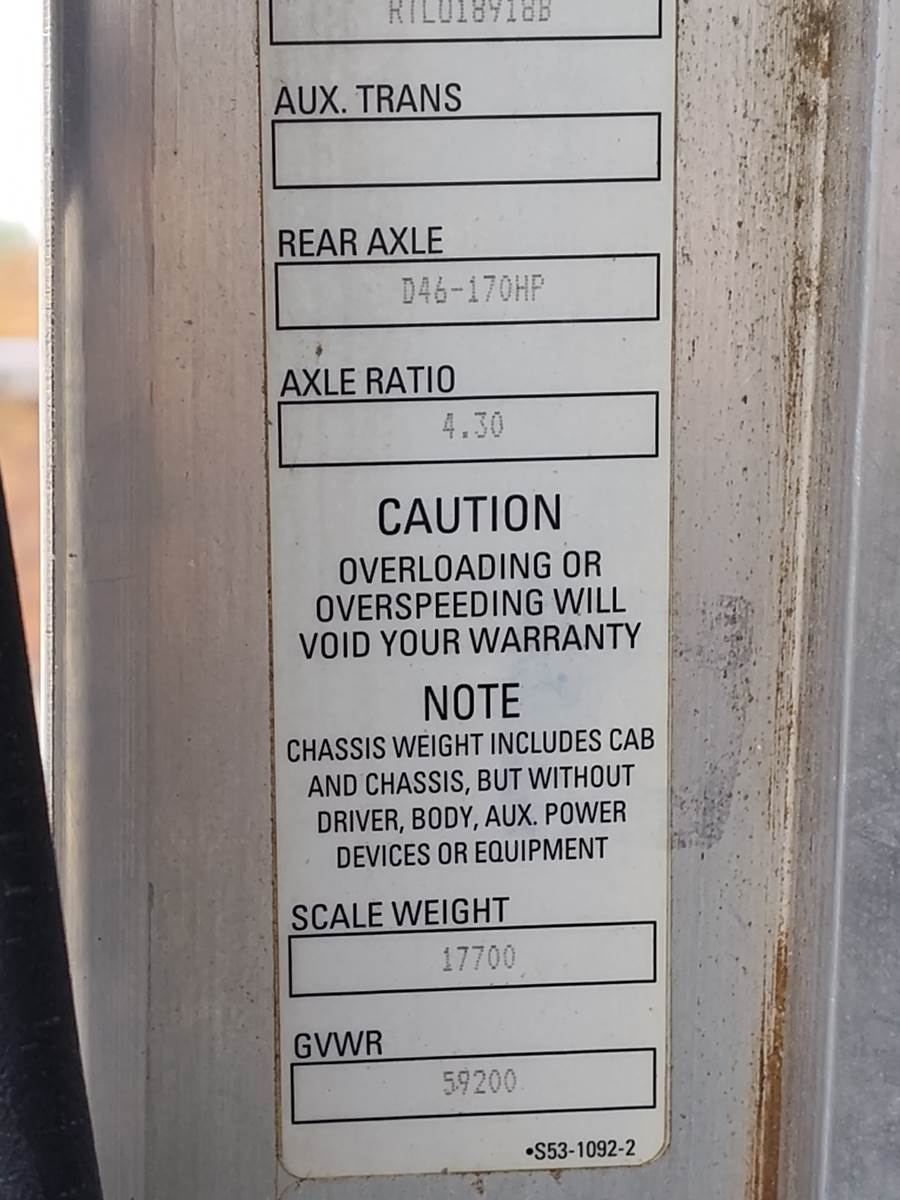 RTLO18918B
AUX. TRANS
REAR AXLE
D46-170HP
AXLE RATIO
4.30
CAUTION
OVERLOADING OR
OVERSPEEDING WILL
VOID YOUR WARRANTY
NOTE
CHASSIS WEIGHT INCLUDES CAB
AND CHASSIS, BUT WITHOUT
DRIVER, BODY, AUX. POWER
DEVICES OR EQUIPMENT
SCALE WEIGHT
17700
GVWR
59200
•S53-1092-2